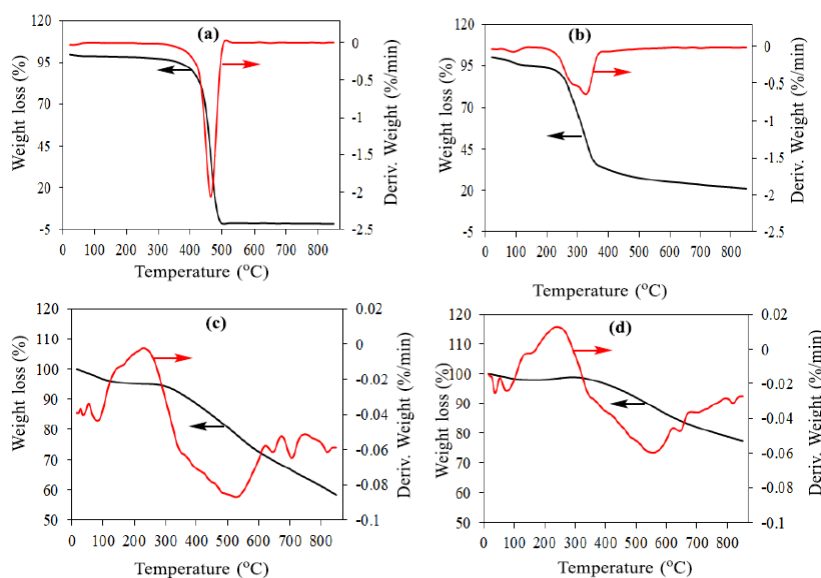 (a)
Weight loss (%)
120
95
70
45
20
-5
0
-0.5
-1
-1.5
-2
-2.5
Deriv. Weight (%/min)
0 100 200 300 400 500 600 700 800
Temperature (°C)
(b)
Weight loss (%)
120
95
70
45
20
5
0
-0.5
-1
-1.5
-2
-2.5
Deriv. Weight (%/min)
0 100 200 300 400 500 600 700 800
Temperature (°C)
(c)
Weight loss (%)
120
110
100
90
80
70
60
50
0.02
0
-0.02
-0.04
-0.06
-0.08
-0.1
Deriv. Weight (%/min)
0 100 200 300 400 500 600 700 800
Temperature (°C)
(d)
Weight loss (%)
120
110
100
90
80
70
60
50
0.02
0
-0.02
-0.04
-0.06
-0.08
-0.1
Deriv. Weight (%/min)
0 100 200 300 400 500 600 700 800
Temperature (°C)